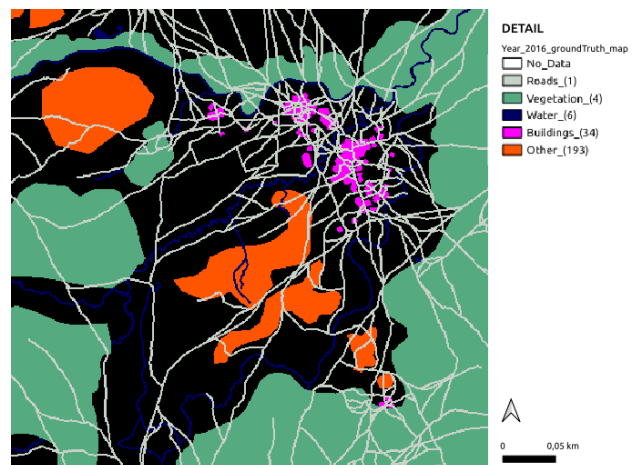 DETAIL
Year_2016_groundTruth_map
No_Data
Roads_(1)
Vegetation_(4)
Water_(6)
Buildings_(34)
Other_(193)
0 0,05 km